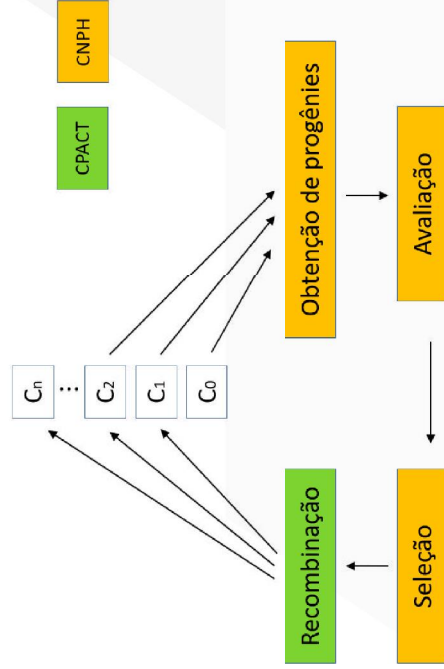 CPACT
CNPH
Cn
...
C2
C1
C0
Recombinação
Obtenção de progênies
Seleção
Avaliação